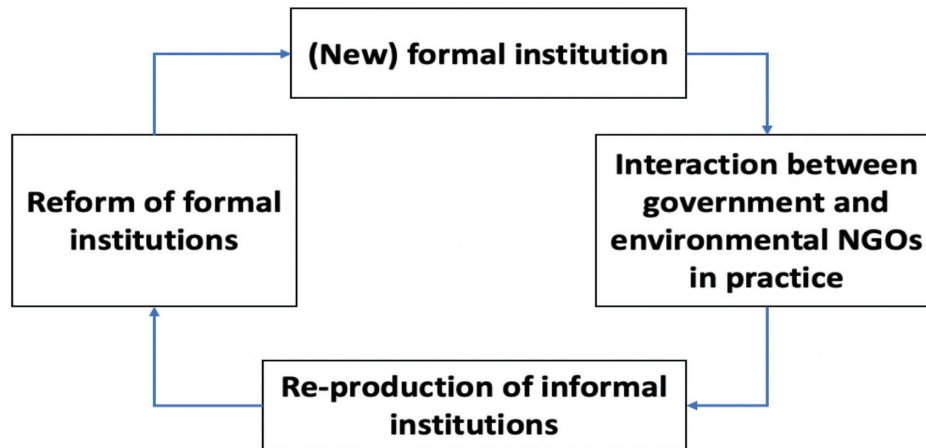 (New) formal institution
Interaction between
government and
environmental NGOs
in practice
Re-production of informal
institutions
Reform of formal
institutions